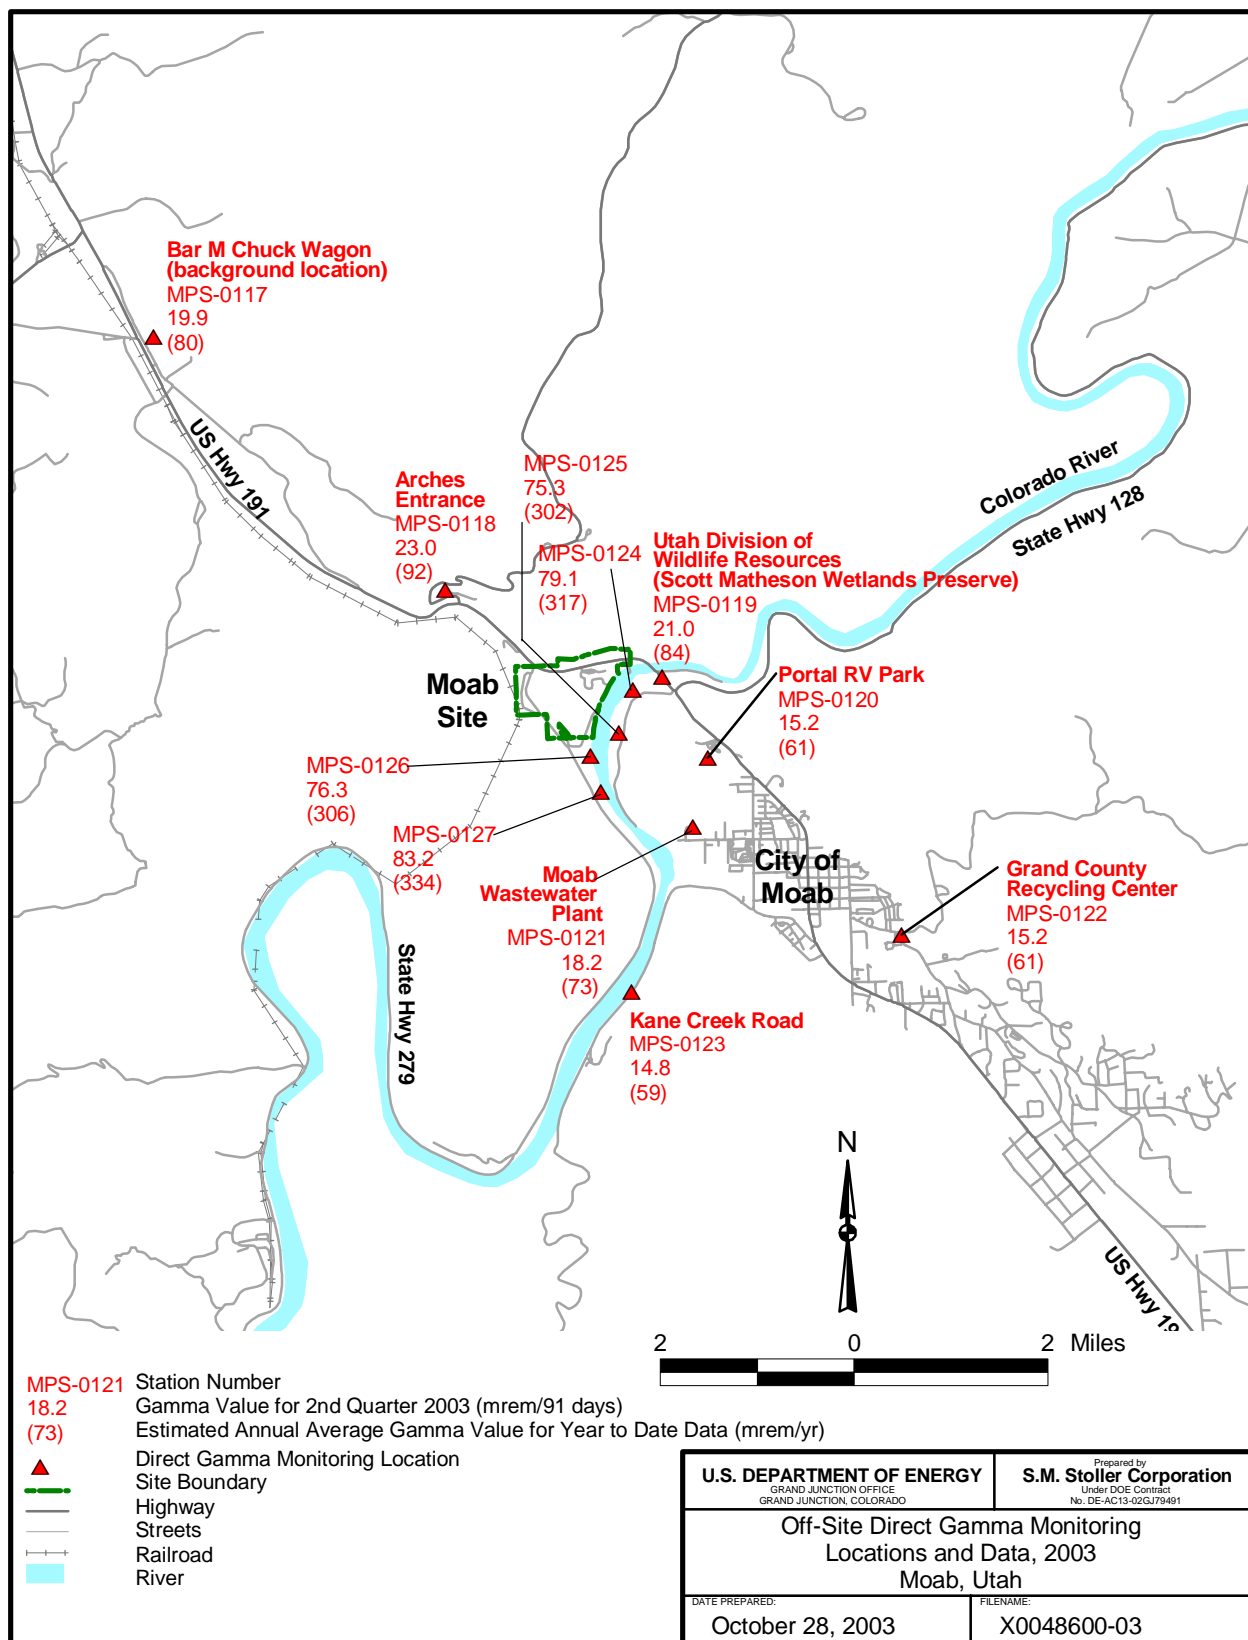 Bar M Chuck Wagon
(background location)
MPS-0117
19.9
(80)
US Hwy 191
Arches
Entrance
MPS-0118
23.0
(92)
MPS-0125
75.3
(302)
MPS-0124
79.1
(317)
Utah Division of
Wildlife Resources
(Scott Matheson Wetlands Preserve)
MPS-0119
21.0
(84)
Colorado River
State Hwy 128
Moab
Site
Portal RV Park
MPS-0120
15.2
(61)
MPS-0126
76.3
(306)
MPS-0127
83.2
(334)
Moab
Wastewater
Plant
MPS-0121
18.2
(73)
City of
Moab
Grand County
Recycling Center
MPS-0122
15.2
(61)
State Hwy 279
Kane Creek Road
MPS-0123
14.8
(59)
N
US Hwy 19
2 0 2 Miles
MPS-0121 Station Number
18.2 Gamma Value for 2nd Quarter 2003 (mrem/91 days)
(73) Estimated Annual Average Gamma Value for Year to Date Data (mrem/yr)
Direct Gamma Monitoring Location
Site Boundary
Highway
Streets
Railroad
River
U.S. DEPARTMENT OF ENERGY
GRAND JUNCTION OFFICE
GRAND JUNCTION, COLORADO
Prepared by
S.M. Stoller Corporation
Under DOE Contract
No. DE-AC13-02GJ79491
Off-Site Direct Gamma Monitoring
Locations and Data, 2003
Moab, Utah
DATE PREPARED:
October 28, 2003
FILENAME:
X0048600-03